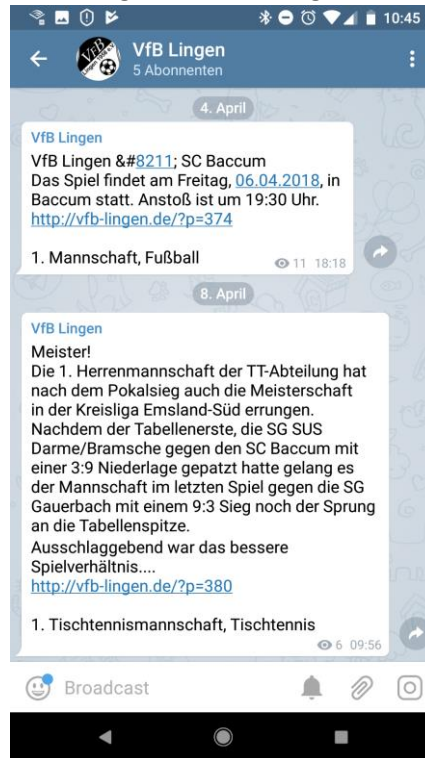 10:45
VfB Lingen
5 Abonnenten
4. April
VfB Lingen
VfB Lingen &#8211; SC Baccum
Das Spiel findet am Freitag, 06.04.2018, in
Baccum statt. Anstoß ist um 19:30 Uhr.
http://vfb-lingen.de/?p=374
1. Mannschaft, Fußball
11 18:18
8. April
VfB Lingen
Meister!
Die 1. Herrenmannschaft der TT-Abteilung hat
nach dem Pokalsieg auch die Meisterschaft
in der Kreisliga Emsland-Süd errungen.
Nachdem der Tabellenerste, die SG SUS
Darme/Bramsche gegen den SC Baccum mit
einer 3:9 Niederlage gepatzt hatte gelang es
der Mannschaft im letzten Spiel gegen die SG
Gauerbach mit einem 9:3 Sieg noch der Sprung
an die Tabellenspitze.
Ausschlaggebend war das bessere
Spielverhältnis....
http://vfb-lingen.de/?p=380
1. Tischtennismannschaft, Tischtennis
6 09:56
Broadcast